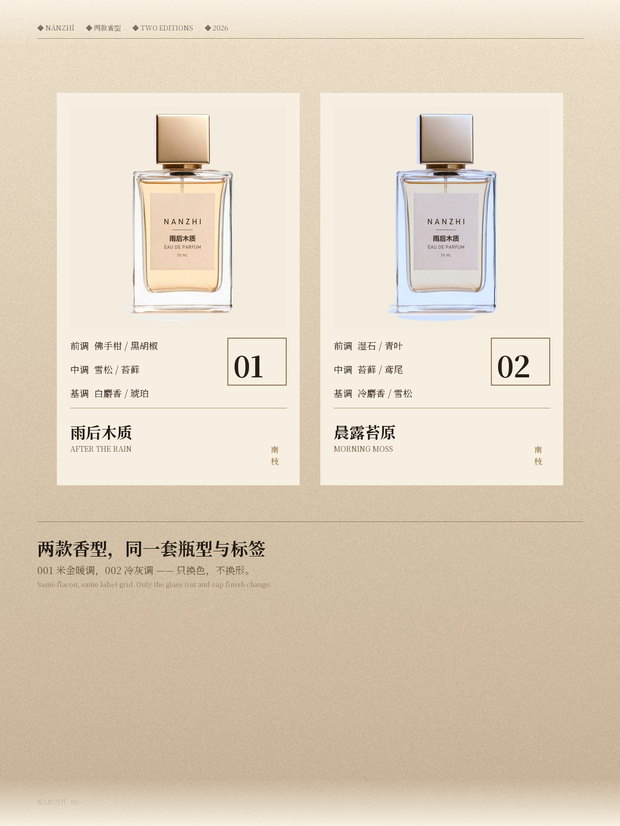 ◆ NÁNZHĪ ◆ 两款香型 ◆ TWO EDITIONS ◆ 2026
NANZHI
雨后木质
EAU DE PARFUM
50 ML
前调 佛手柑 / 黑胡椒
中调 雪松 / 苔藓
基调 白麝香 / 琥珀
01
雨后木质
AFTER THE RAIN
南枝
NANZHI
雨后木质
EAU DE PARFUM
50 ML
前调 湿石 / 青叶
中调 苔藓 / 鸢尾
基调 冷麝香 / 雪松
02
晨露苔原
MORNING MOSS
南枝
两款香型，同一套瓶型与标签
001 米金暖调，002 冷灰调 —— 只换色，不换形。
Same flacon, same label grid. Only the glass tint and cap finish change.